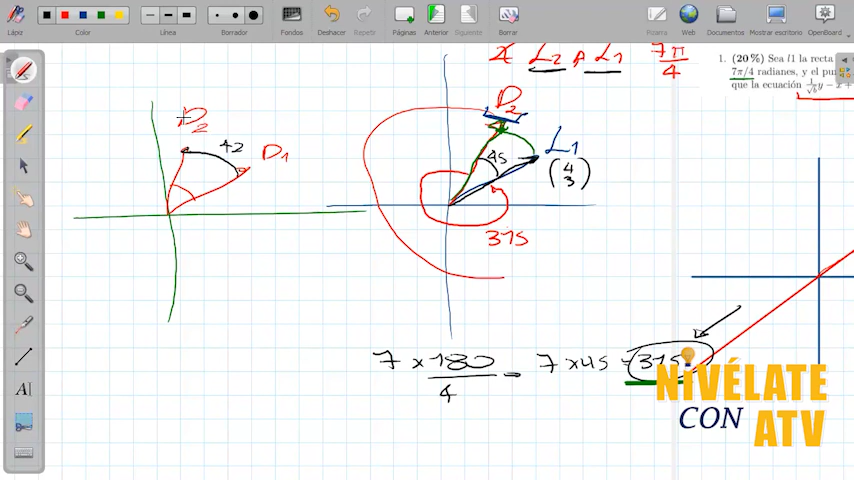 Lápiz Color Línea Borrador Fondos Deshacer Repetir Páginas Anterior Siguiente Borrar Pizarra Web Documentos Mostrar escritorio OpenBoard
∡ L2 A L1 7π/4
1. (20 %) Sea l1 la recta
7π/4 radianes, y el pu
que la ecuación 1/√5 y − x +
D2
D2
42
D1
L1
(4
3)
45
315
7 × 180/4 = 7 × 45 = 315
NIVÉLATE
CON ATV
A